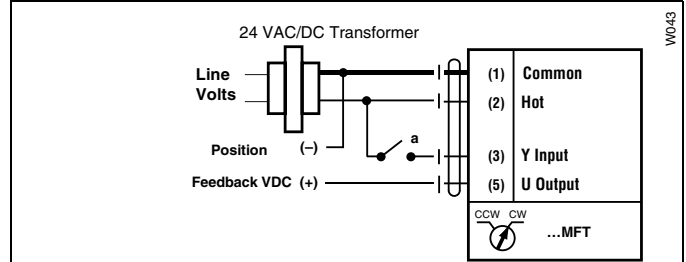 W043
24 VAC/DC Transformer
Line
Volts
(1) Common
(2) Hot
Position (–)
a
(3) Y Input
Feedback VDC (+)
(5) U Output
CCW CW
...MFT